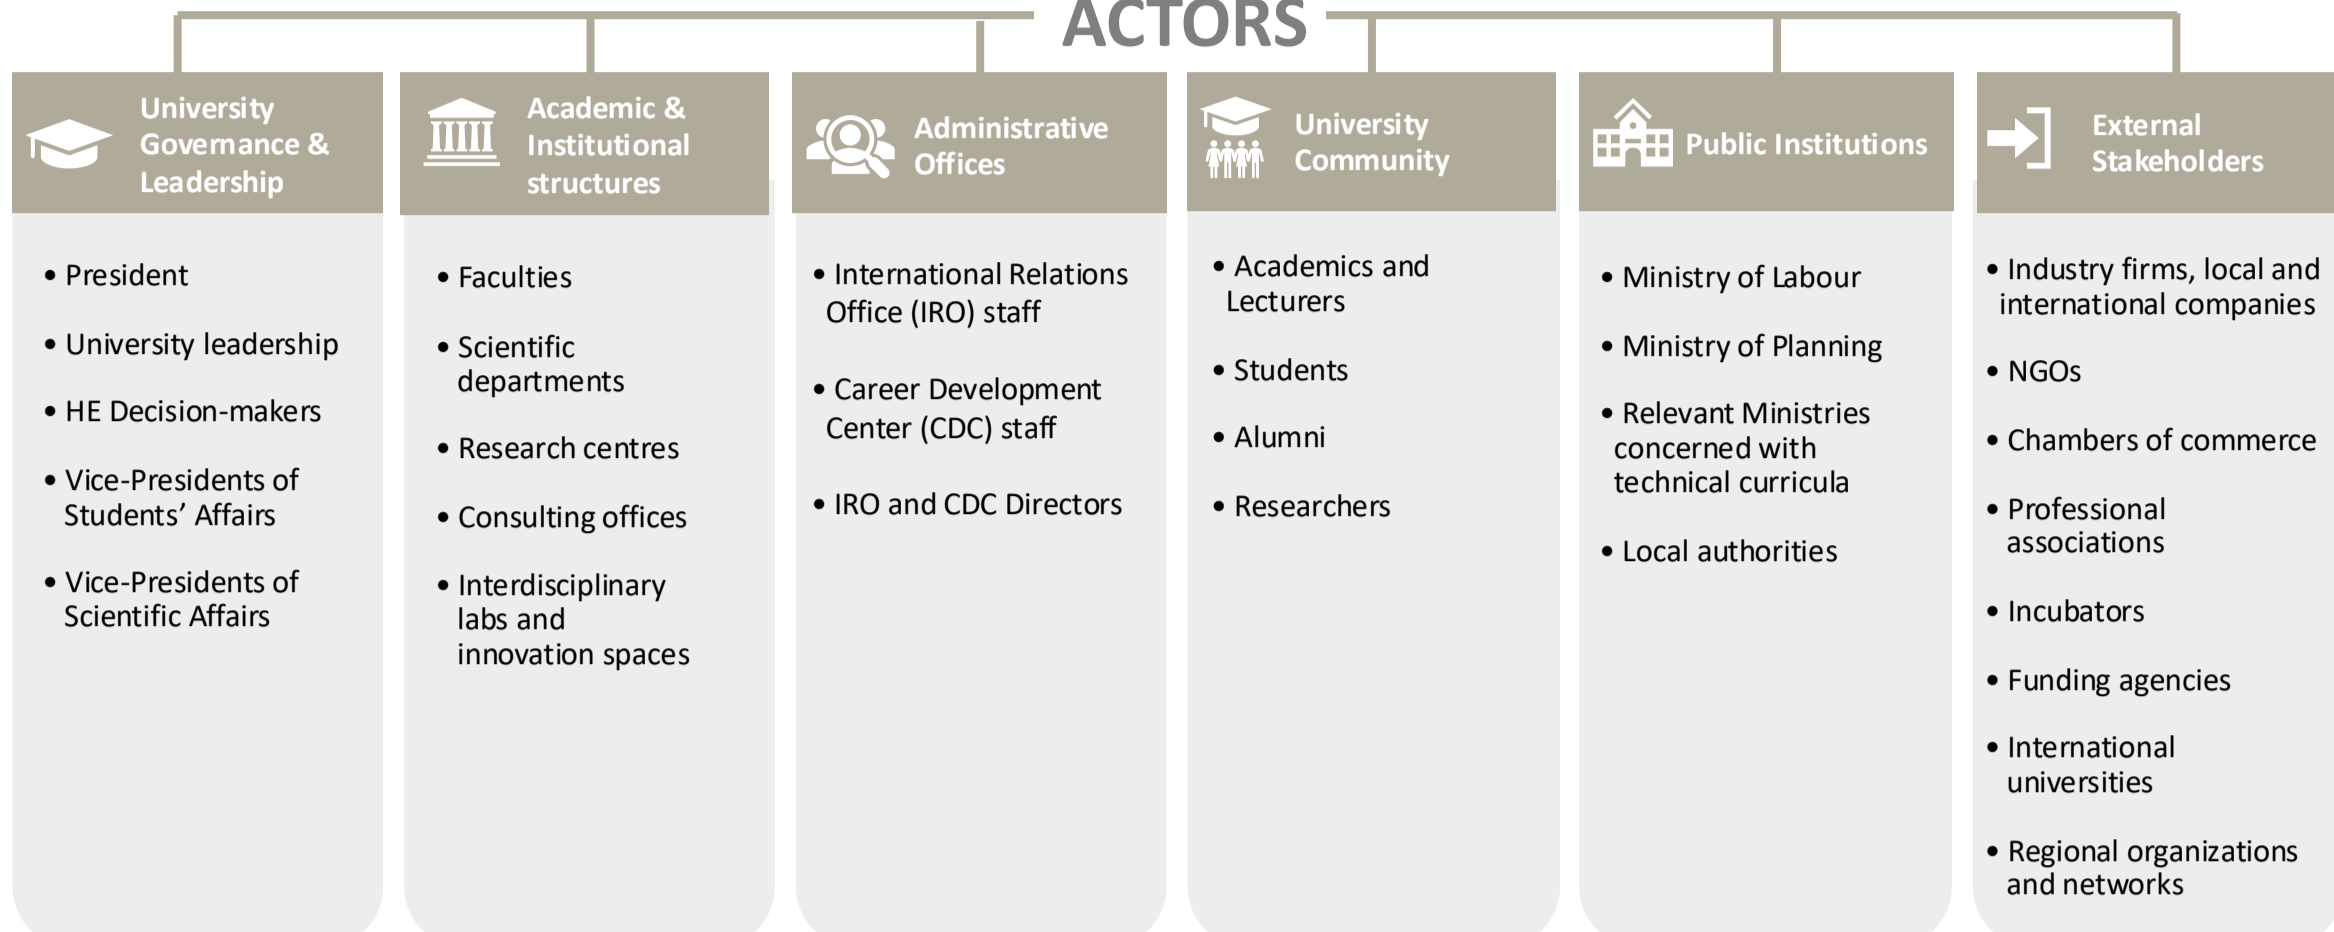 ACTORS
University
Governance &
Leadership
• President
• University leadership
• HE Decision-makers
• Vice-Presidents of
Students’ Affairs
• Vice-Presidents of
Scientific Affairs
Academic &
Institutional
structures
• Faculties
• Scientific
departments
• Research centres
• Consulting offices
• Interdisciplinary
labs and
innovation spaces
Administrative
Offices
• International Relations
Office (IRO) staff
• Career Development
Center (CDC) staff
• IRO and CDC Directors
University
Community
• Academics and
Lecturers
• Students
• Alumni
• Researchers
Public Institutions
• Ministry of Labour
• Ministry of Planning
• Relevant Ministries
concerned with
technical curricula
• Local authorities
External
Stakeholders
• Industry firms, local and
international companies
• NGOs
• Chambers of commerce
• Professional
associations
• Incubators
• Funding agencies
• International
universities
• Regional organizations
and networks